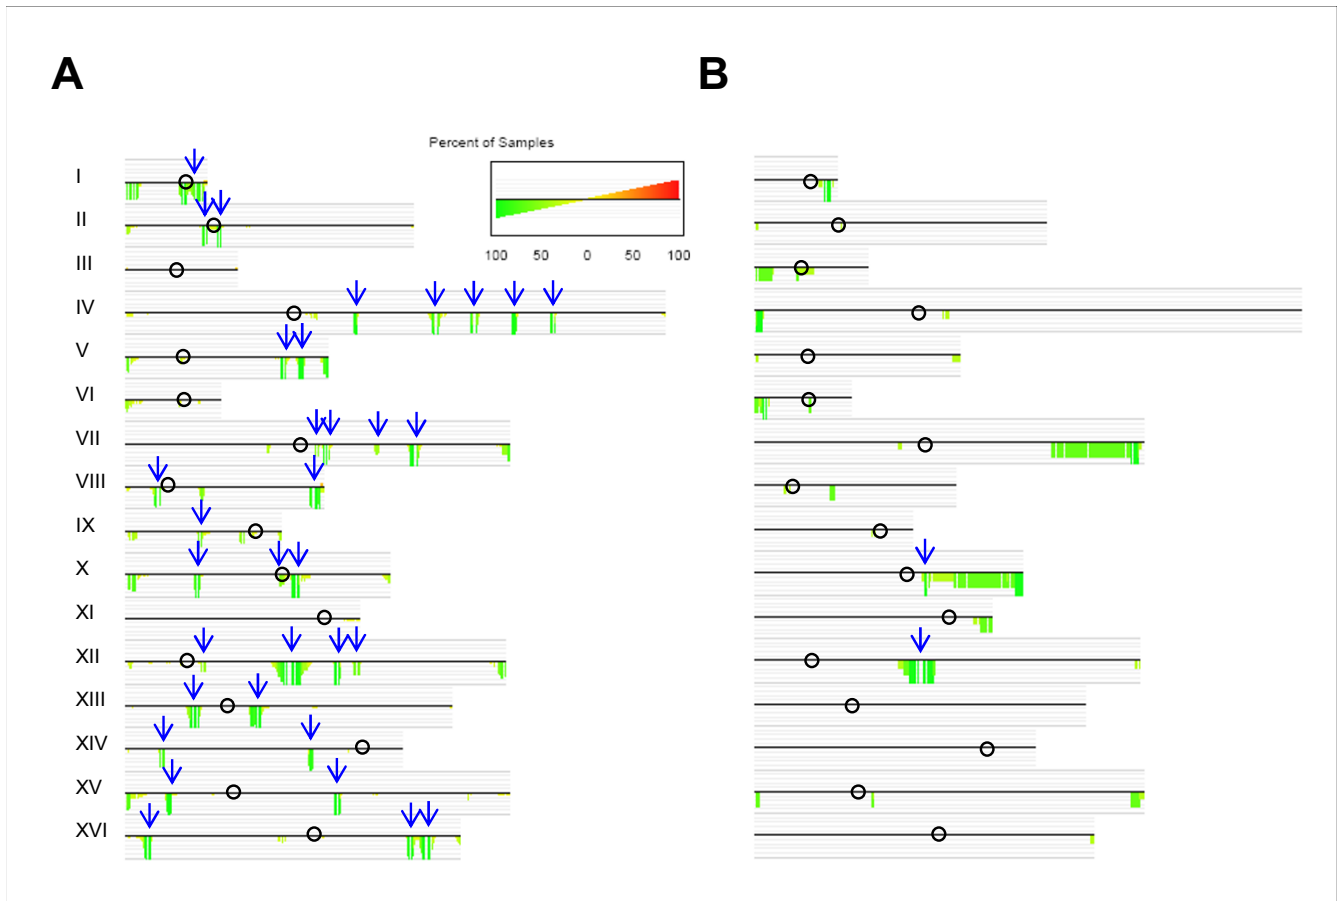 A
B
Percent of Samples
100 50 0 50 100
I
II
III
IV
V
VI
VII
VIII
IX
X
XI
XII
XIII
XIV
XV
XVI